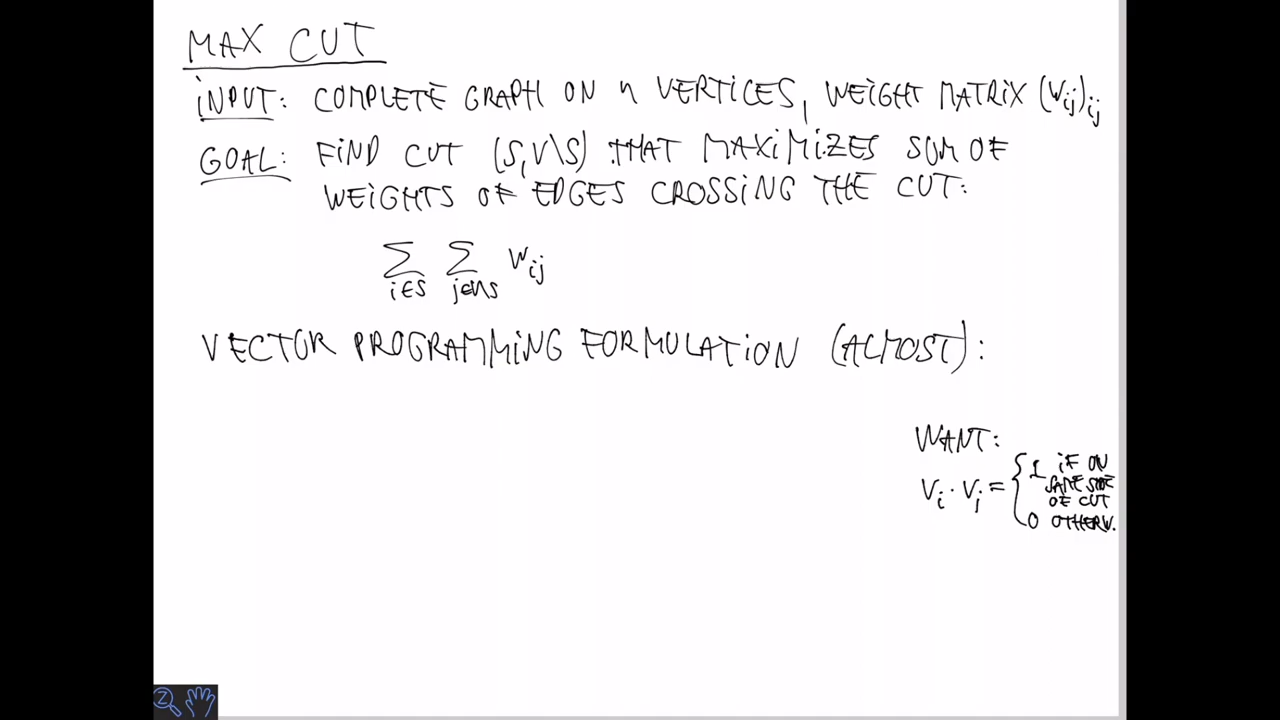 MAX CUT
INPUT: COMPLETE GRAPH ON n VERTICES, WEIGHT MATRIX (Wij)ij
GOAL: FIND CUT (S, V\S) THAT MAXIMIZES SUM OF
WEIGHTS OF EDGES CROSSING THE CUT:
∑ ∑ Wij
i∈S j∈V\S
VECTOR PROGRAMMING FORMULATION (ALMOST):
WANT:
Vi · Vj = { 1 iF ON
SAME SIDE
OF CUT
0 OTHERW.
Z